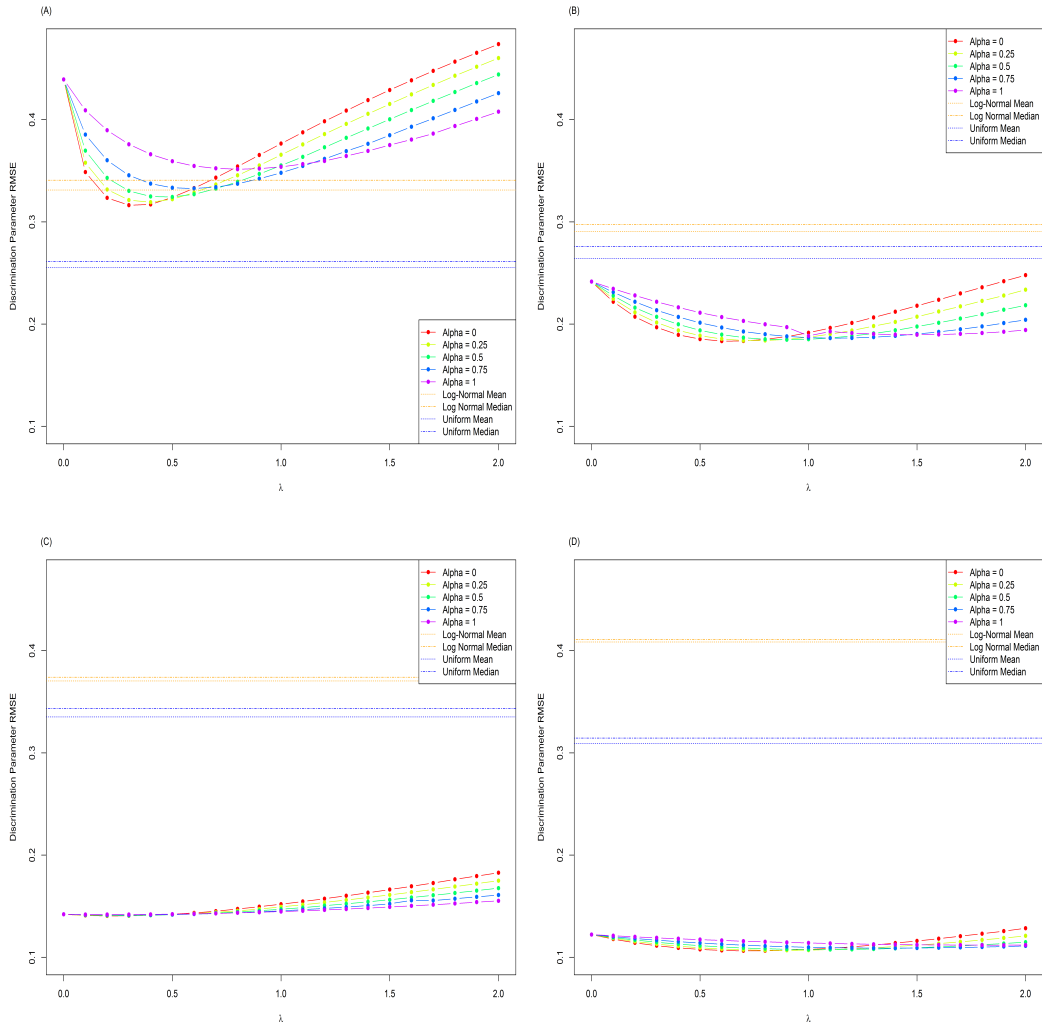 (A)
Discrimination Parameter RMSE
0.4
0.3
0.2
0.1
Alpha = 0
Alpha = 0.25
Alpha = 0.5
Alpha = 0.75
Alpha = 1
Log-Normal Mean
Log Normal Median
Uniform Mean
Uniform Median
0.0 0.5 1.0 1.5 2.0
λ
(B)
Discrimination Parameter RMSE
0.4
0.3
0.2
0.1
Alpha = 0
Alpha = 0.25
Alpha = 0.5
Alpha = 0.75
Alpha = 1
Log-Normal Mean
Log Normal Median
Uniform Mean
Uniform Median
0.0 0.5 1.0 1.5 2.0
λ
(C)
Discrimination Parameter RMSE
0.4
0.3
0.2
0.1
Alpha = 0
Alpha = 0.25
Alpha = 0.5
Alpha = 0.75
Alpha = 1
Log-Normal Mean
Log Normal Median
Uniform Mean
Uniform Median
0.0 0.5 1.0 1.5 2.0
λ
(D)
Discrimination Parameter RMSE
0.4
0.3
0.2
0.1
Alpha = 0
Alpha = 0.25
Alpha = 0.5
Alpha = 0.75
Alpha = 1
Log-Normal Mean
Log Normal Median
Uniform Mean
Uniform Median
0.0 0.5 1.0 1.5 2.0
λ